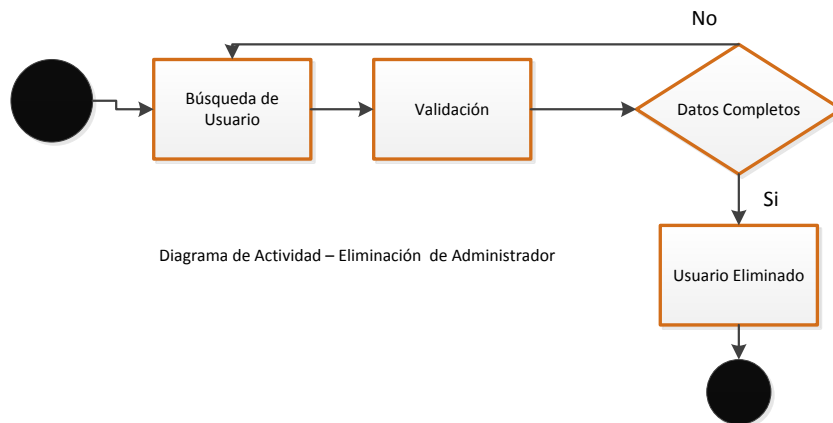 No
Búsqueda de
Usuario
Validación
Datos Completos
Si
Diagrama de Actividad – Eliminación  de Administrador
Usuario Eliminado